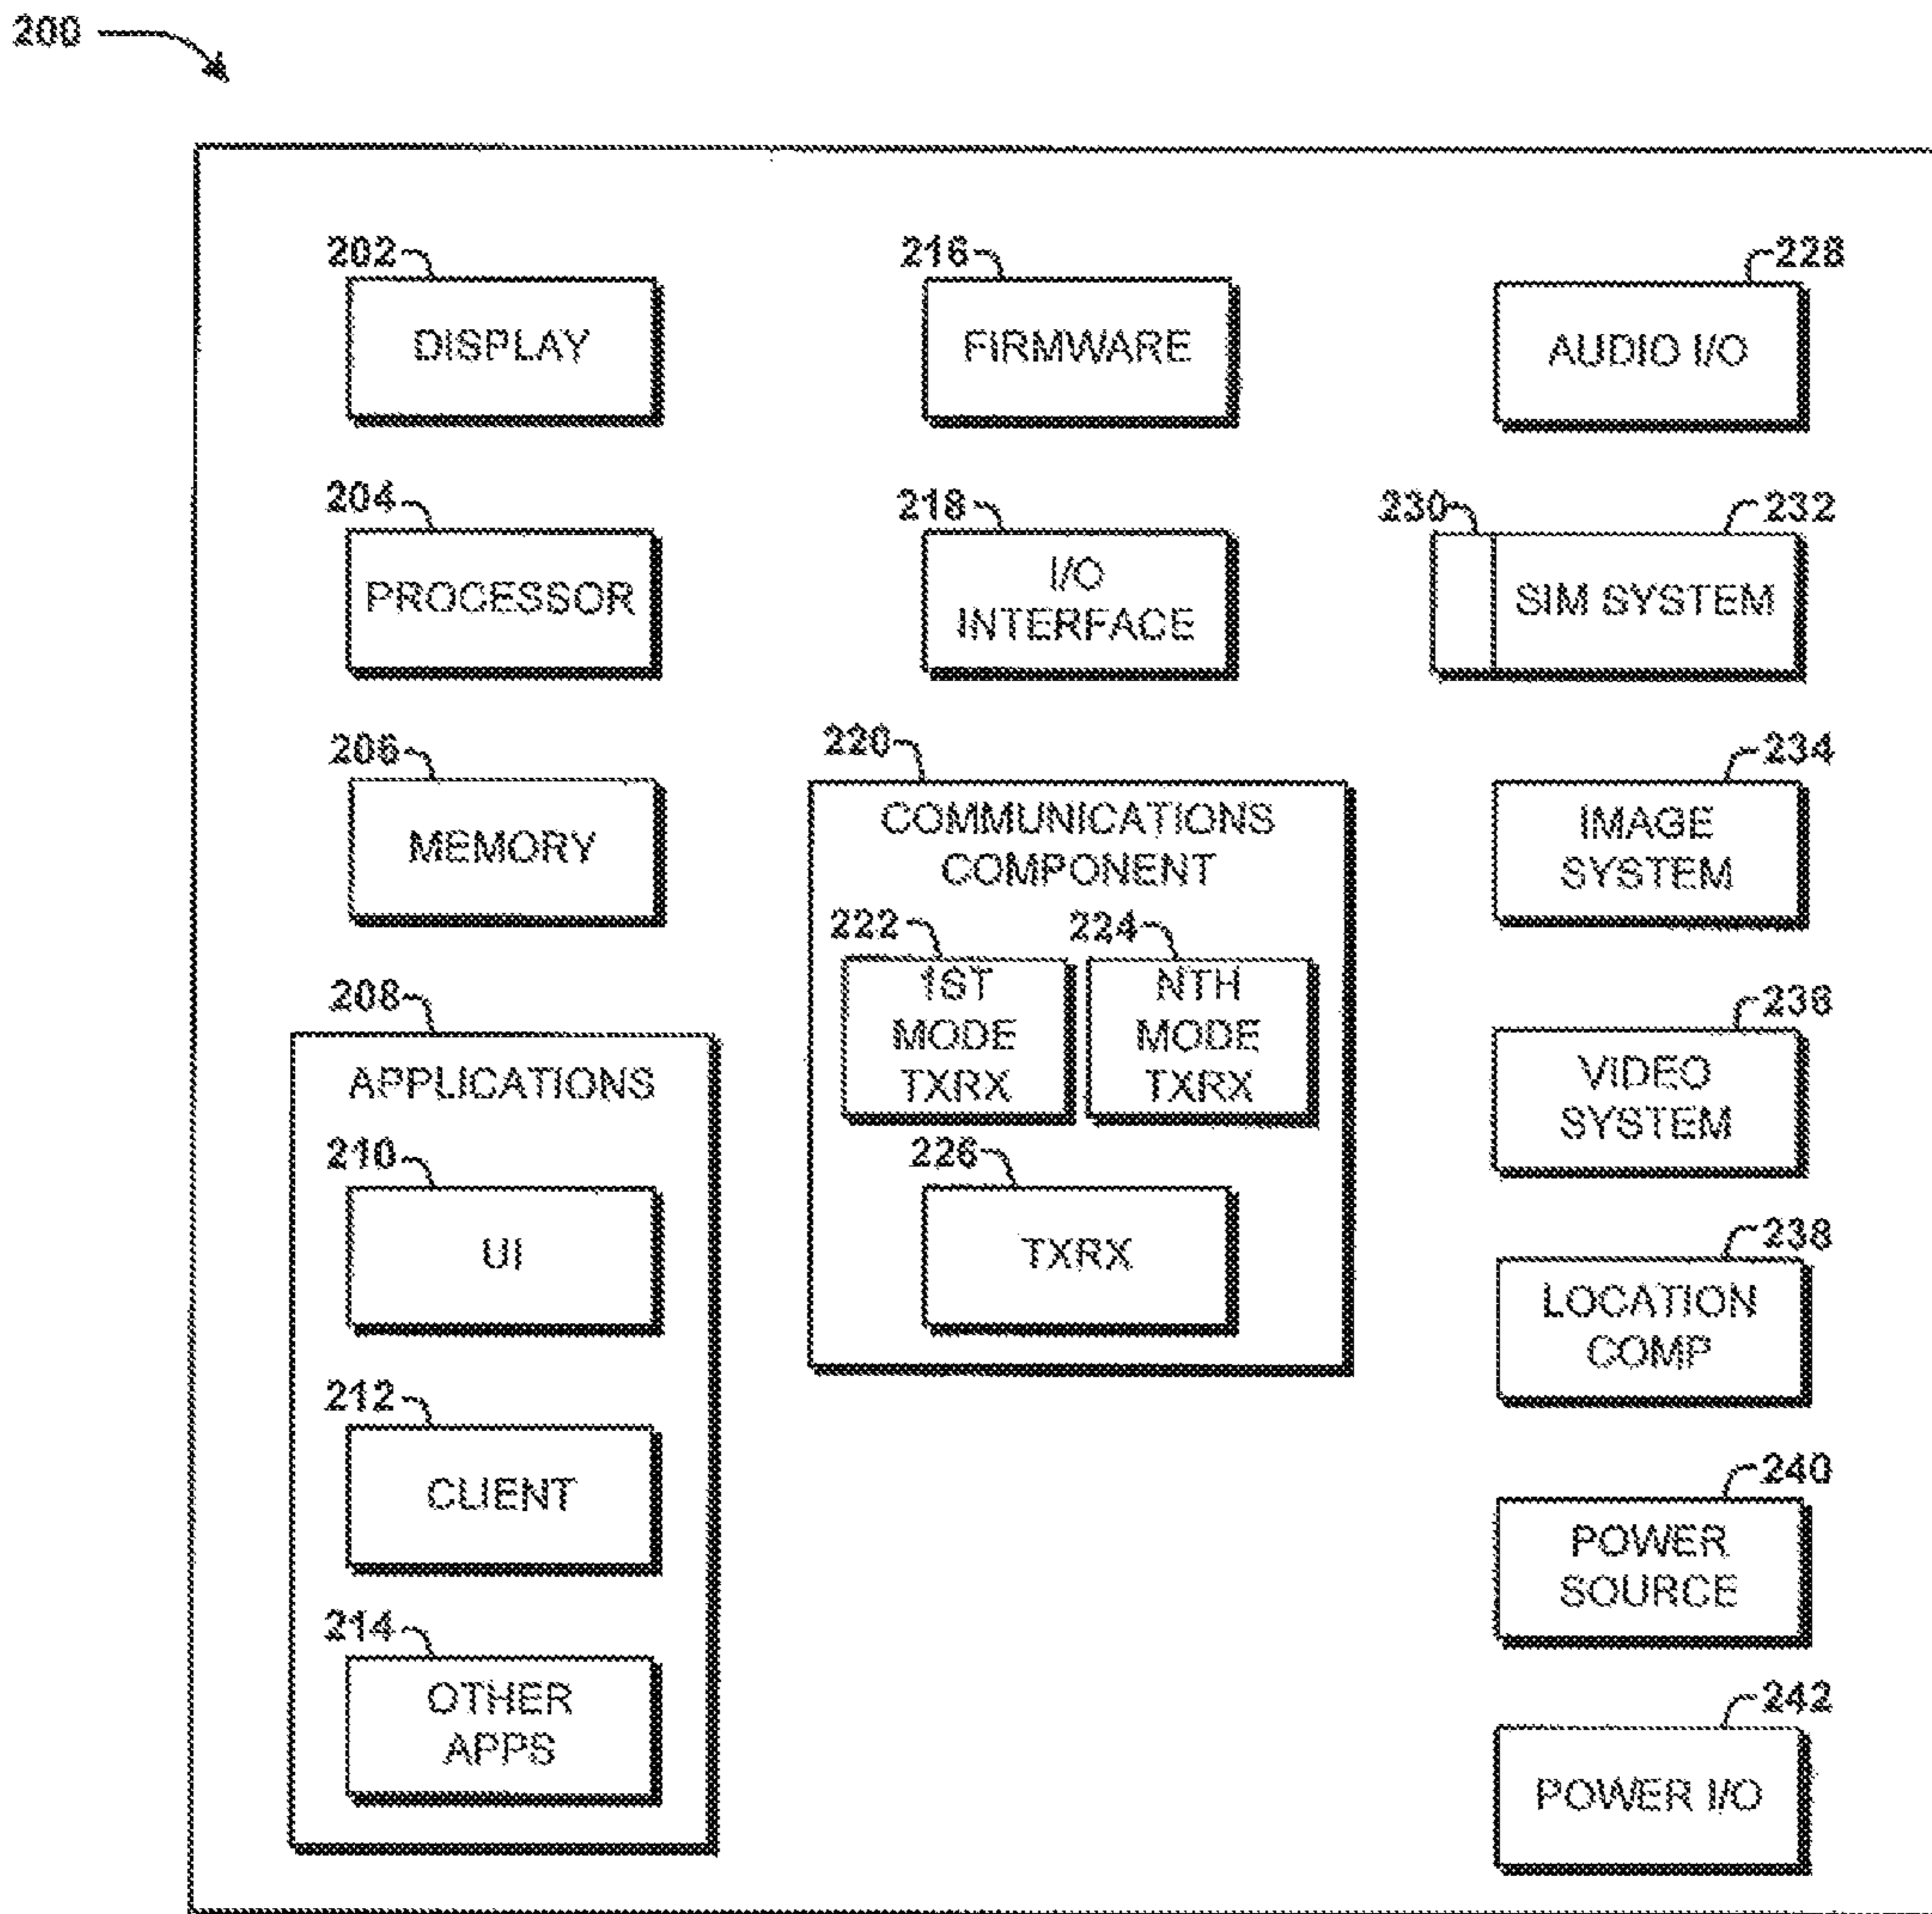 200
202
DISPLAY
204
PROCESSOR
206
MEMORY
208
APPLICATIONS
210
UI
212
CLIENT
214
OTHER
APPS
216
FIRMWARE
218
I/O
INTERFACE
220
COMMUNICATIONS
COMPONENT
222
1ST
MODE
TXRX
224
NTH
MODE
TXRX
226
TXRX
228
AUDIO I/O
230
232
SIM SYSTEM
234
IMAGE
SYSTEM
236
VIDEO
SYSTEM
238
LOCATION
COMP
240
POWER
SOURCE
242
POWER I/O